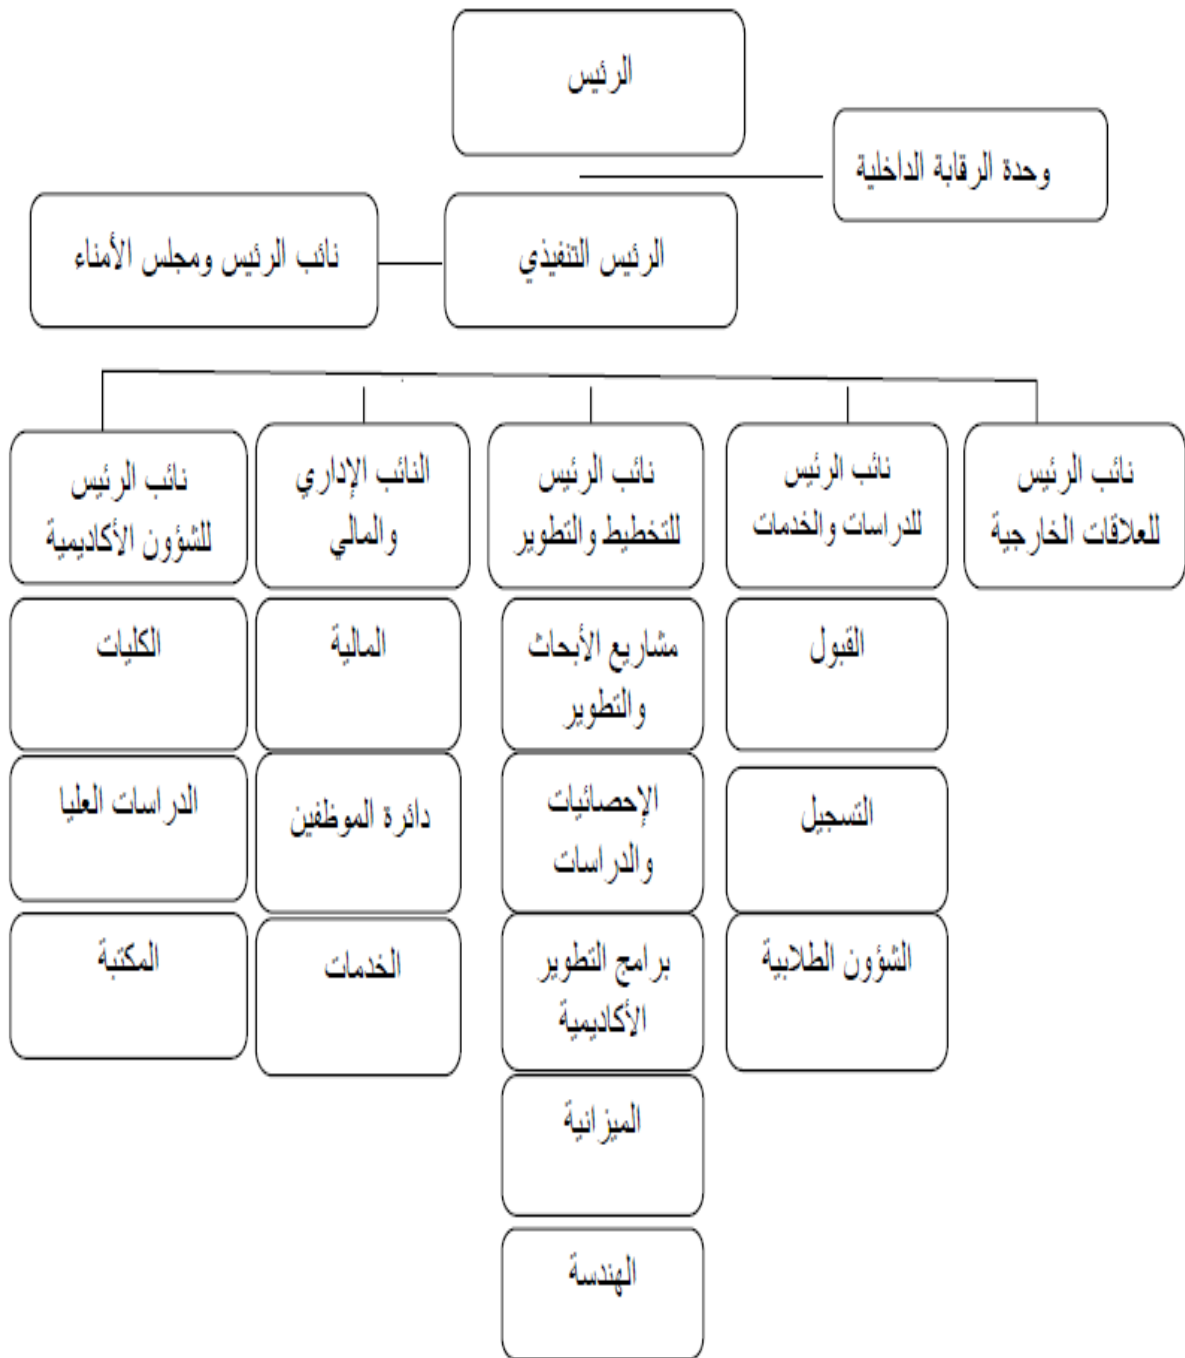 الرئيس
وحدة الرقابة الداخلية
الرئيس التنفيذي
نائب الرئيس ومجلس الأمناء
نائب الرئيس
للعلاقات الخارجية
نائب الرئيس
للدراسات والخدمات
القبول
التسجيل
الشؤون الطلابية
نائب الرئيس
للتخطيط والتطوير
مشاريع الأبحاث
والتطوير
الإحصائيات
والدراسات
برامج التطوير
الأكاديمية
الميزانية
الهندسة
النائب الإداري
والمالي
المالية
دائرة الموظفين
الخدمات
نائب الرئيس
للشؤون الأكاديمية
الكليات
الدراسات العليا
المكتبة